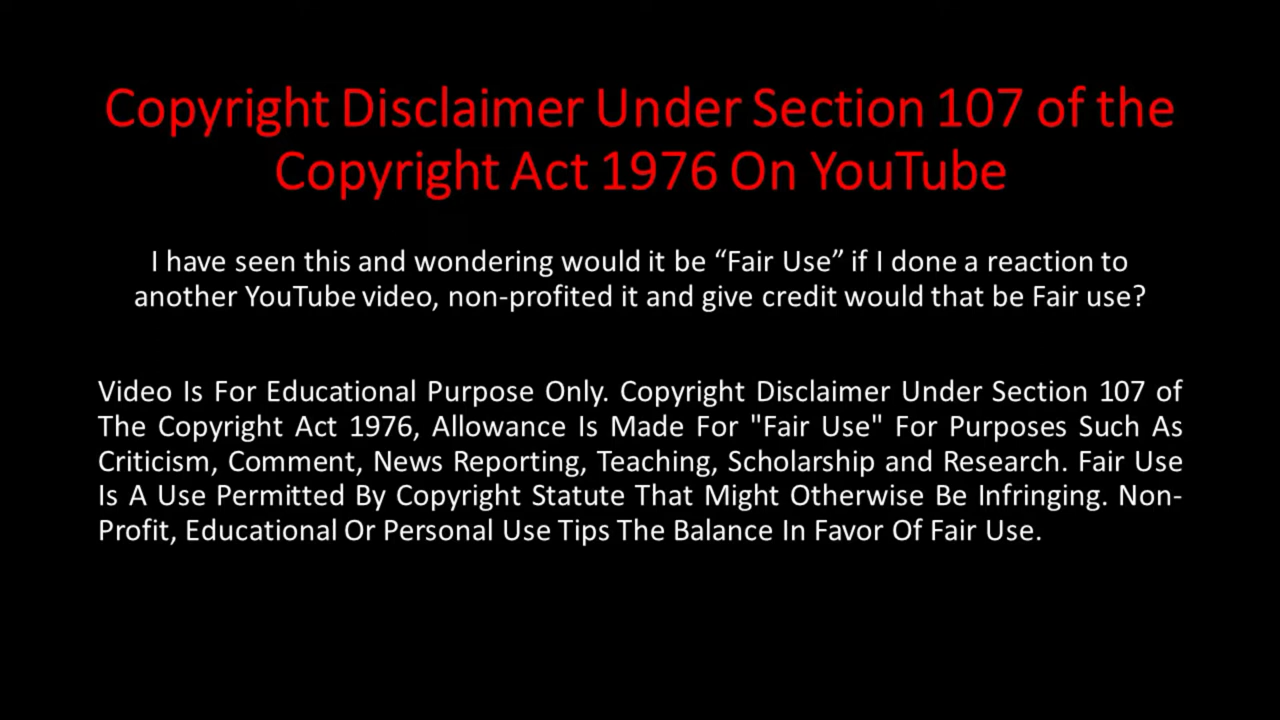 Copyright Disclaimer Under Section 107 of the
Copyright Act 1976 On YouTube
I have seen this and wondering would it be “Fair Use” if I done a reaction to
another YouTube video, non-profited it and give credit would that be Fair use?
Video Is For Educational Purpose Only. Copyright Disclaimer Under Section 107 of
The Copyright Act 1976, Allowance Is Made For "Fair Use" For Purposes Such As
Criticism, Comment, News Reporting, Teaching, Scholarship and Research. Fair Use
Is A Use Permitted By Copyright Statute That Might Otherwise Be Infringing. Non-
Profit, Educational Or Personal Use Tips The Balance In Favor Of Fair Use.